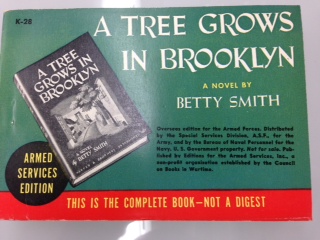 K-28
A TREE GROWS
IN BROOKLYN
A NOVEL BY
BETTY SMITH
A TREE
GROWS IN
BROOKLYN
A NOVEL
By BETTY SMITH
Overseas edition for the Armed Forces. Distributed
by the Special Services Division, A.S.F., for the
Army, and by the Bureau of Naval Personnel for the
Navy. U. S. Government property. Not for sale. Pub-
lished by Editions for the Armed Services, Inc., a
non-profit organization established by the Council
on Books in Wartime.
ARMED
SERVICES
EDITION
THIS IS THE COMPLETE BOOK—NOT A DIGEST